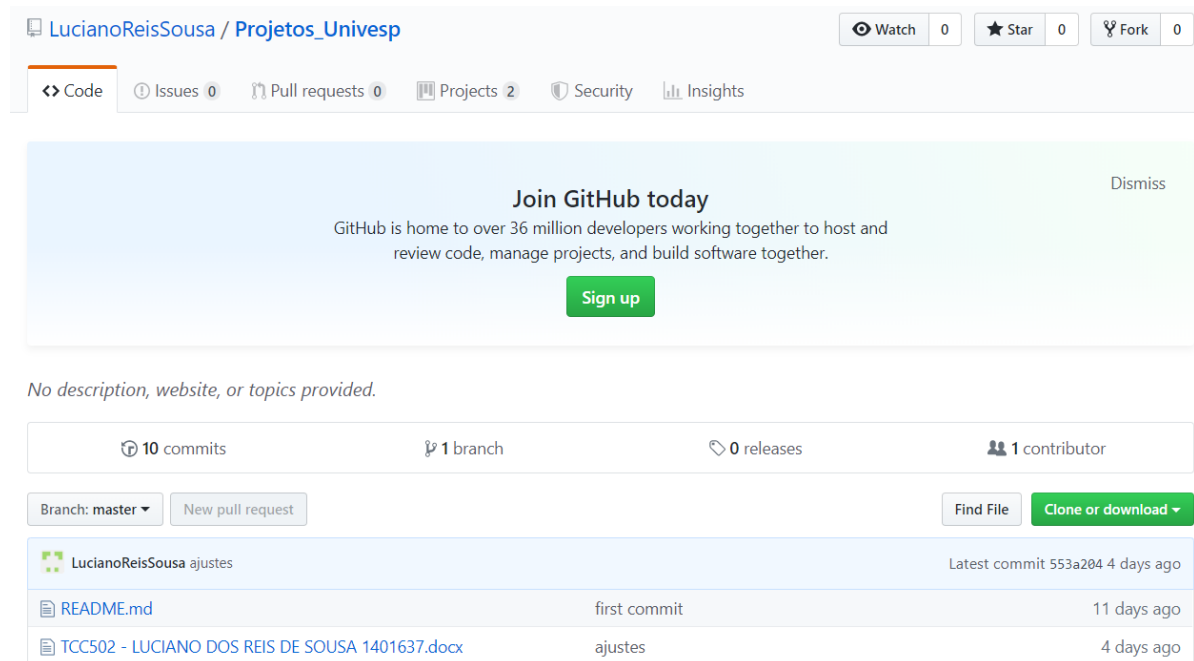 LucianoReisSousa / Projetos_Univesp Watch 0 Star 0 Fork 0
Code Issues 0 Pull requests 0 Projects 2 Security Insights
Dismiss
Join GitHub today
GitHub is home to over 36 million developers working together to host and
review code, manage projects, and build software together.
Sign up
No description, website, or topics provided.
10 commits 1 branch 0 releases 1 contributor
Branch: master New pull request Find File Clone or download
LucianoReisSousa ajustes Latest commit 553a204 4 days ago
README.md first commit 11 days ago
TCC502 - LUCIANO DOS REIS DE SOUSA 1401637.docx ajustes 4 days ago